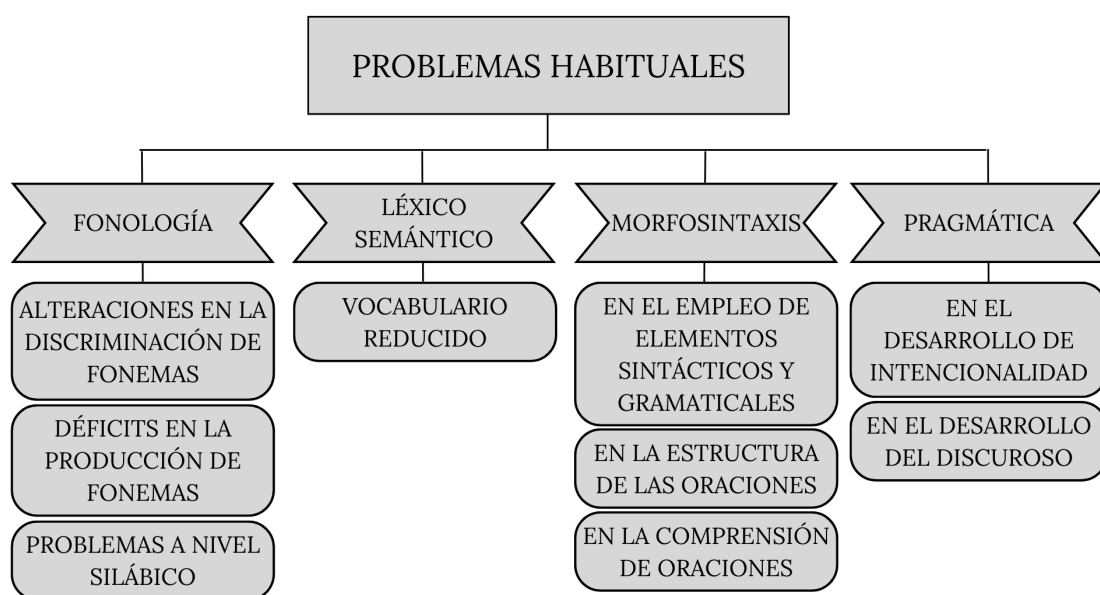 PROBLEMAS HABITUALES
FONOLOGÍA
ALTERACIONES EN LA
DISCRIMINACIÓN DE
FONEMAS
DÉFICITS EN LA
PRODUCCIÓN DE
FONEMAS
PROBLEMAS A NIVEL
SILÁBICO
LÉXICO
SEMÁNTICO
VOCABULARIO
REDUCIDO
MORFOSINTAXIS
EN EL EMPLEO DE
ELEMENTOS
SINTÁCTICOS Y
GRAMATICALES
EN LA ESTRUCTURA
DE LAS ORACIONES
EN LA COMPRENSIÓN
DE ORACIONES
PRAGMÁTICA
EN EL
DESARROLLO DE
INTENCIONALIDAD
EN EL DESARROLLO
DEL DISCUROSO